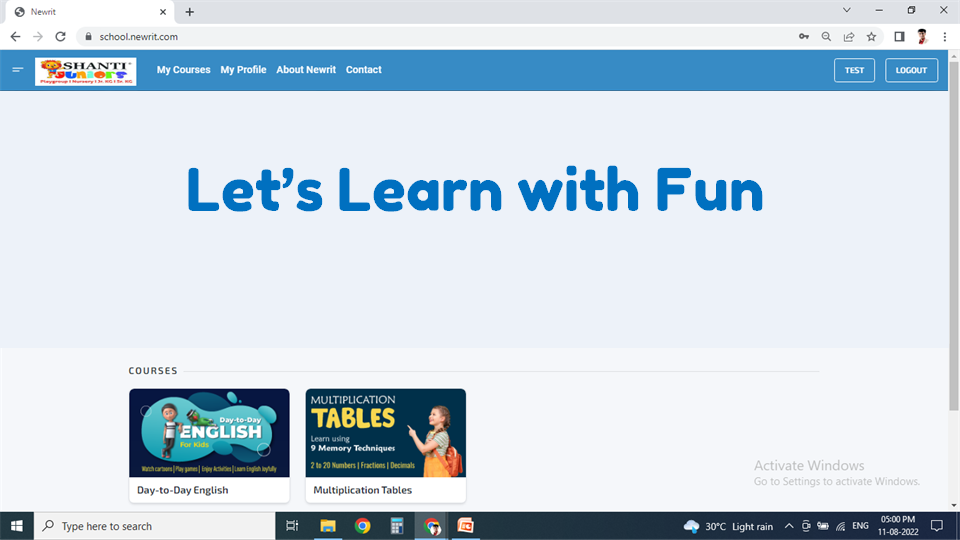 Newrit
school.newrit.com
SHANTI
Juniors
Playgroup I Nursery I Jr. KG I Sr. KG
My Courses My Profile About Newrit Contact
TEST LOGOUT
Let's Learn with Fun
COURSES
Day-to-Day
ENGLISH
For Kids
Watch cartoons | Play games | Enjoy Activities | Learn English Joyfully
Day-to-Day English
MULTIPLICATION
TABLES
Learn using
9 Memory Techniques
2 to 20 Numbers | Fractions | Decimals
Multiplication Tables
Activate Windows
Go to Settings to activate Windows.
Type here to search
30°C Light rain
ENG
05:00 PM
11-08-2022